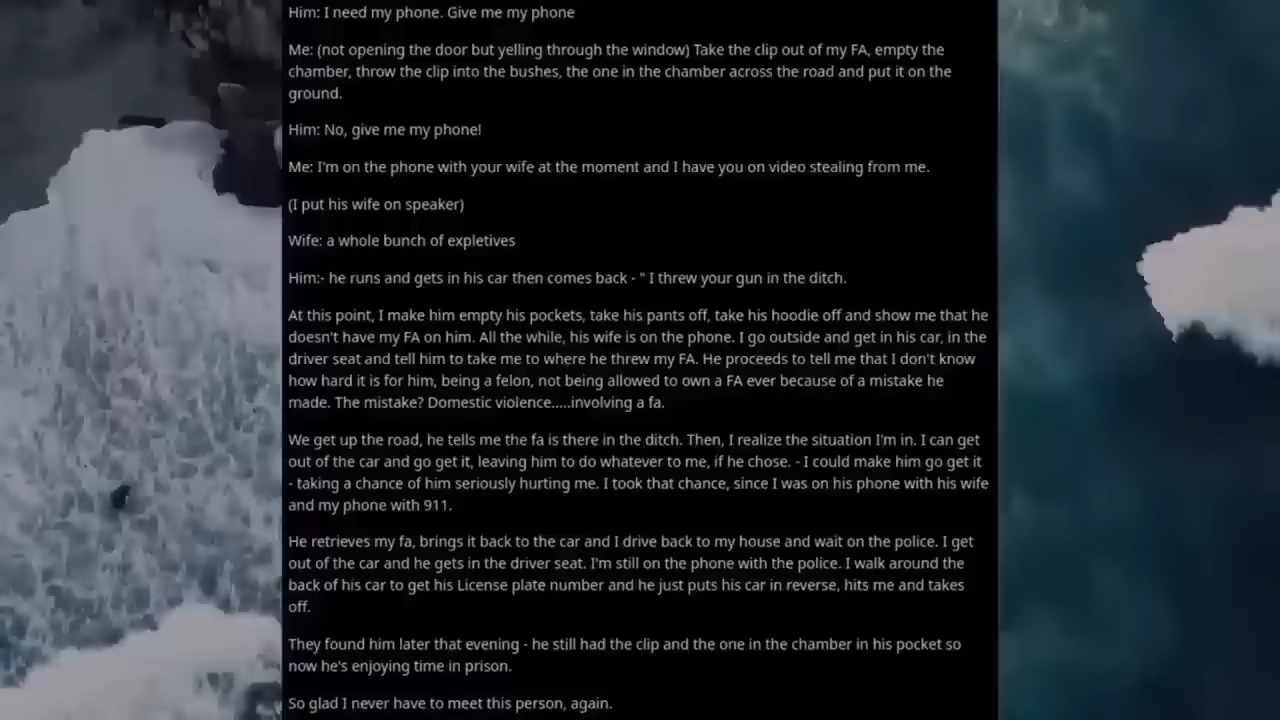 Him: I need my phone. Give me my phone
Me: (not opening the door but yelling through the window) Take the clip out of my FA, empty the
chamber, throw the clip into the bushes, the one in the chamber across the road and put it on the
ground.
Him: No, give me my phone!
Me: I'm on the phone with your wife at the moment and I have you on video stealing from me.
(I put his wife on speaker)
Wife: a whole bunch of expletives
Him:- he runs and gets in his car then comes back - " I threw your gun in the ditch.
At this point, I make him empty his pockets, take his pants off, take his hoodie off and show me that he
doesn't have my FA on him. All the while, his wife is on the phone. I go outside and get in his car, in the
driver seat and tell him to take me to where he threw my FA. He proceeds to tell me that I don't know
how hard it is for him, being a felon, not being allowed to own a FA ever because of a mistake he
made. The mistake? Domestic violence.....involving a fa.
We get up the road, he tells me the fa is there in the ditch. Then, I realize the situation I'm in. I can get
out of the car and go get it, leaving him to do whatever to me, if he chose. - I could make him go get it
- taking a chance of him seriously hurting me. I took that chance, since I was on his phone with his wife
and my phone with 911.
He retrieves my fa, brings it back to the car and I drive back to my house and wait on the police. I get
out of the car and he gets in the driver seat. I'm still on the phone with the police. I walk around the
back of his car to get his License plate number and he just puts his car in reverse, hits me and takes
off.
They found him later that evening - he still had the clip and the one in the chamber in his pocket so
now he's enjoying time in prison.
So glad I never have to meet this person, again.